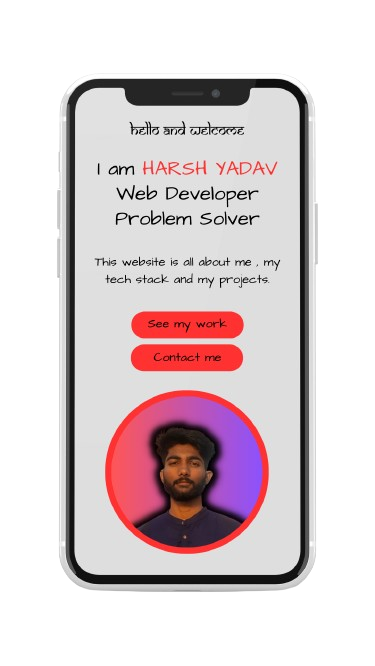 hello and welcome
I am HARSH YADAV
Web Developer
Problem Solver
This website is all about me , my
tech stack and my projects.
See my work
Contact me